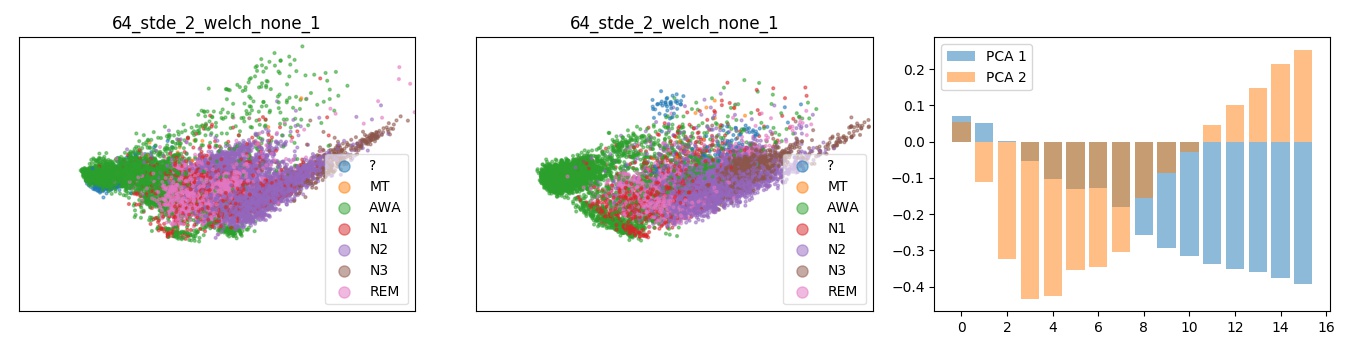 64_stde_2_welch_none_1
?
MT
AWA
N1
N2
N3
REM
64_stde_2_welch_none_1
?
MT
AWA
N1
N2
N3
REM
PCA 1
PCA 2
0.2
0.1
0.0
−0.1
−0.2
−0.3
−0.4
0 2 4 6 8 10 12 14 16